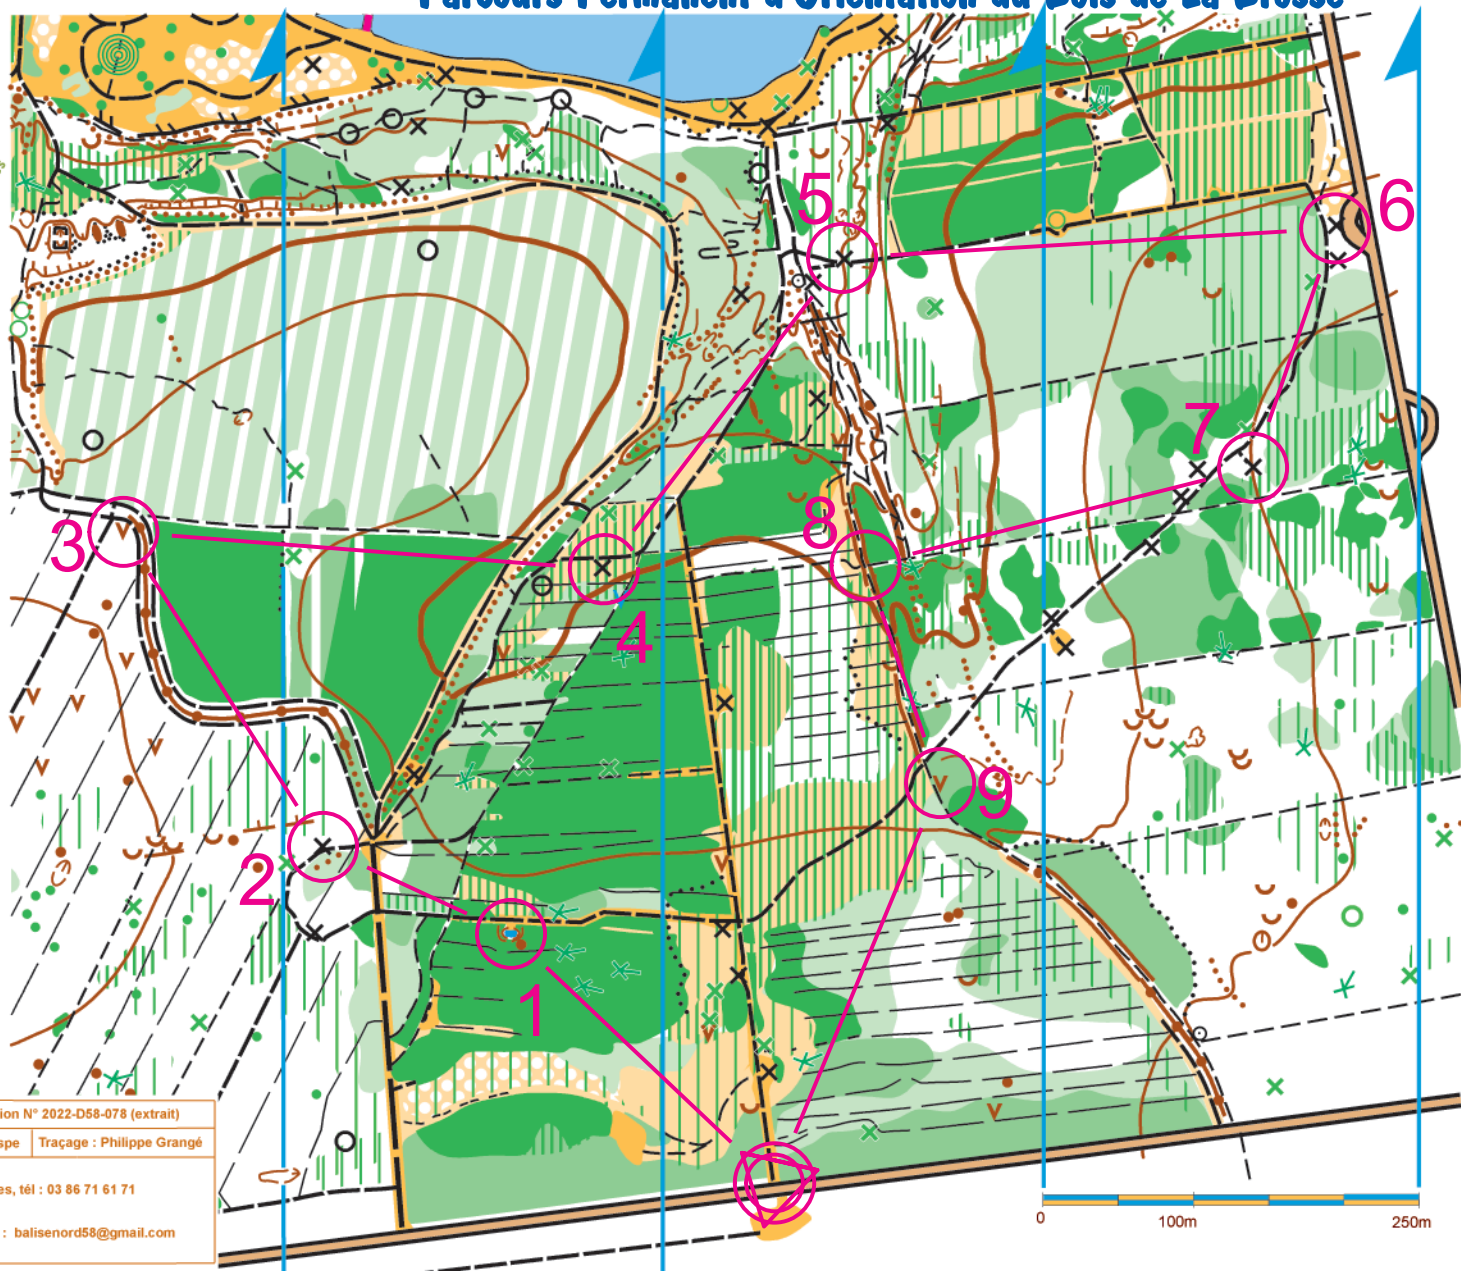 Parcours Permanent d'Orientation du Bois de La Brosse
5
6
7
3
8
4
9
2
1
ion N° 2022-D58-078 (extrait)
spe Traçage : Philippe Grangé
es, tél : 03 86 71 61 71
: balisenord58@gmail.com
0 100m 250m